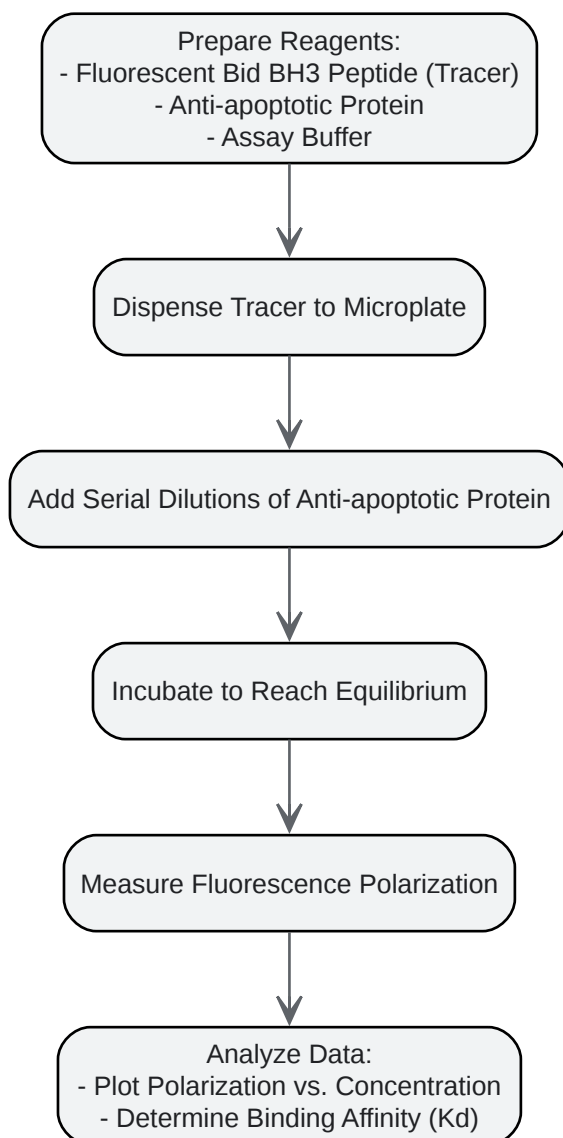 Prepare Reagents:
- Fluorescent Bid BH3 Peptide (Tracer)
- Anti-apoptotic Protein
- Assay Buffer
Dispense Tracer to Microplate
Add Serial Dilutions of Anti-apoptotic Protein
Incubate to Reach Equilibrium
Measure Fluorescence Polarization
Analyze Data:
- Plot Polarization vs. Concentration
- Determine Binding Affinity (Kd)